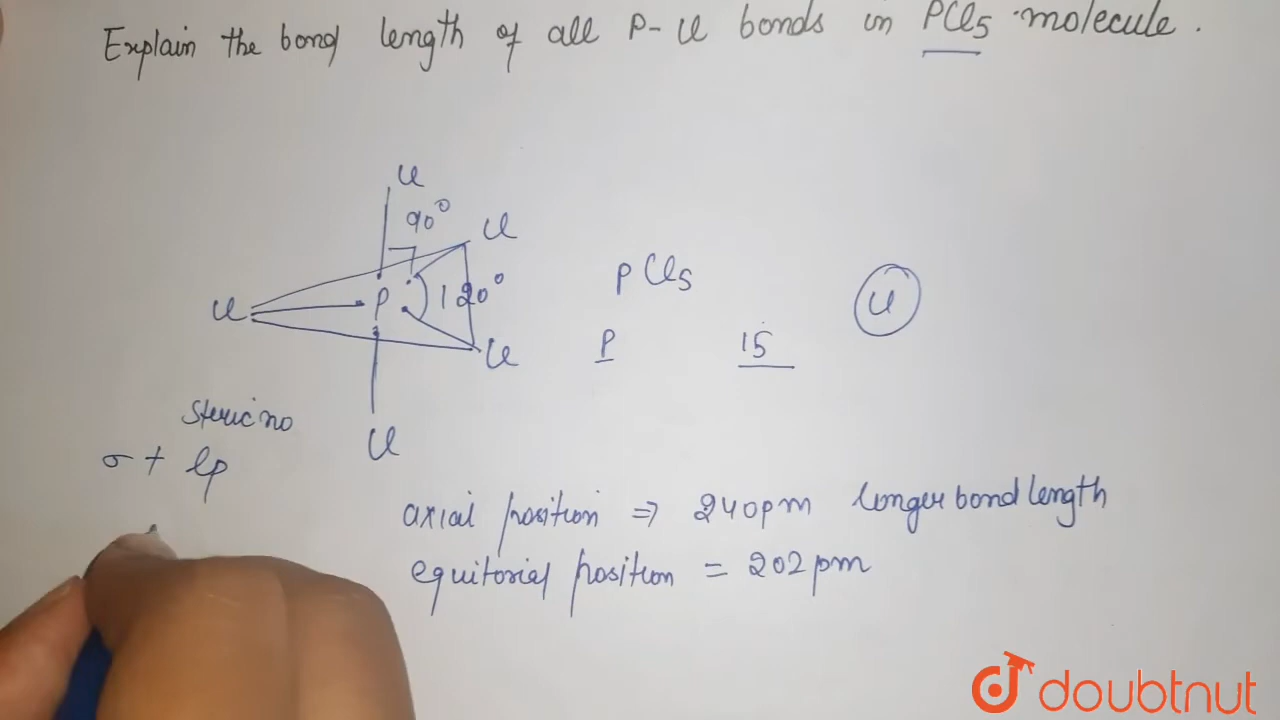 Explain the bond length of all P-Cl bonds in PCl5 molecule.
Cl
90°
Cl
Cl
P
120°
Cl
Cl
PCl5
P 15
Cl
Steric no
σ + lp
axial position ⇒ 240pm longer bond length
equitorial position = 202pm
doubtnut